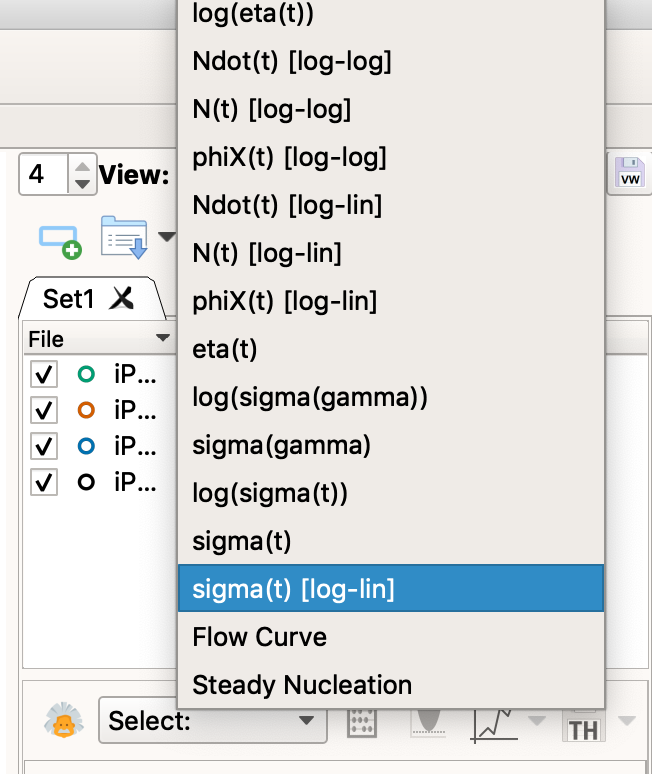 log(eta(t))
Ndot(t) [log-log]
N(t) [log-log]
phiX(t) [log-log]
Ndot(t) [log-lin]
N(t) [log-lin]
phiX(t) [log-lin]
eta(t)
log(sigma(gamma))
sigma(gamma)
log(sigma(t))
sigma(t)
sigma(t) [log-lin]
Flow Curve
Steady Nucleation
4 View:
VW
Set1
File
iP...
iP...
iP...
iP...
Select:
TH